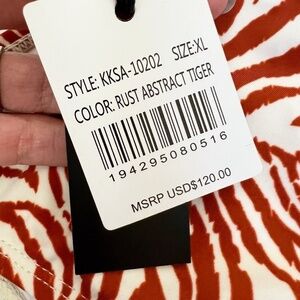 STYLE: KKSA-10202 SIZE:XL
COLOR: RUST ABSTRACT TIGER
194295080516
MSRP USD$120.00